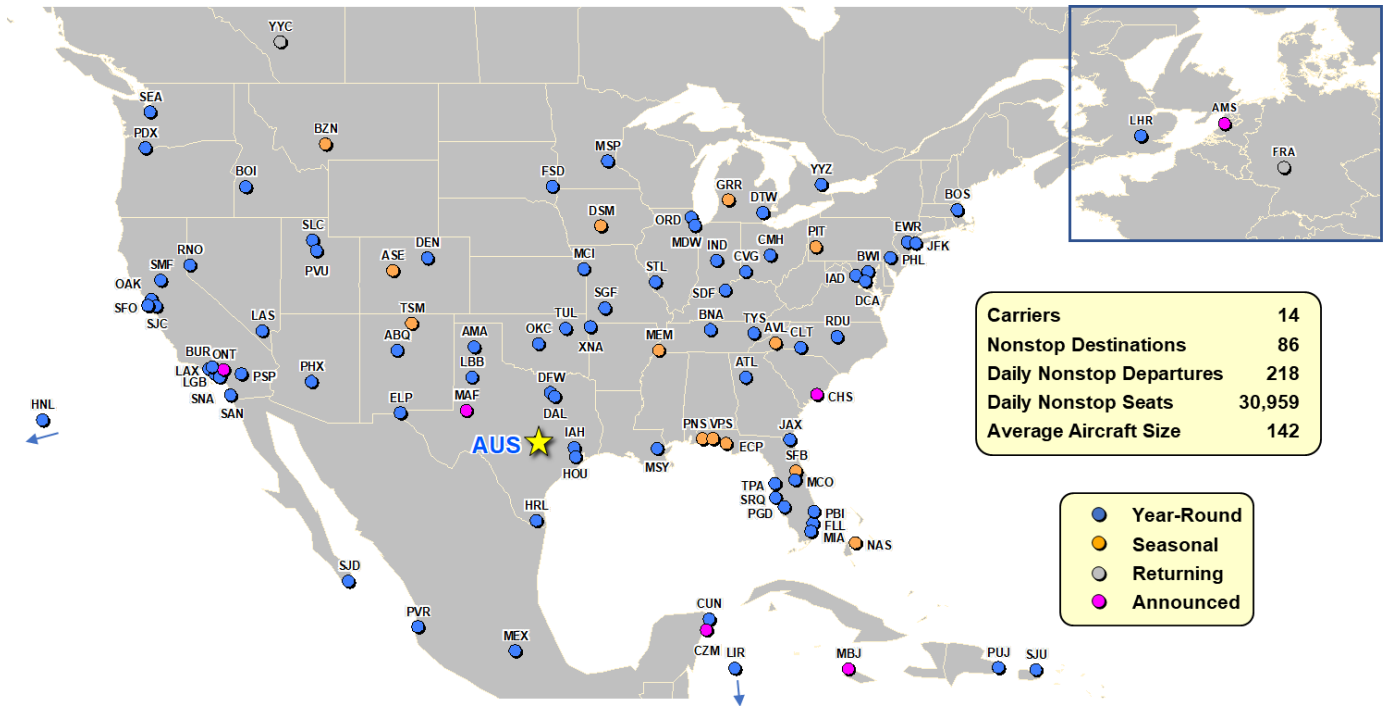 YYC
SEA
PDX
BZN
BOI
MSP
FSD
GRR
DTW
YYZ
BOS
LHR
AMS
FRA
DSM
ORD
MDW
SLC
PVU
RNO
SMF
OAK
SFO
SJC
ASE
DEN
MCI
STL
IND
CVG
CMH
PIT
EWR
JFK
PHL
BWI
IAD
DCA
SDF
LAS
TSM
ABQ
AMA
LBB
OKC
TUL
SGF
XNA
MEM
BNA
TYS
AVL
CLT
RDU
BUR
ONT
LAX
LGB
SNA
PSP
SAN
PHX
ELP
MAF
DFW
DAL
ATL
CHS
HNL
AUS
IAH
HOU
MSY
PNS
VPS
ECP
JAX
SFB
MCO
TPA
SRQ
PGD
PBI
FLL
MIA
NAS
HRL
SJD
PVR
MEX
CUN
CZM
LIR
MBJ
PUJ
SJU
Carriers 14
Nonstop Destinations 86
Daily Nonstop Departures 218
Daily Nonstop Seats 30,959
Average Aircraft Size 142
Year-Round
Seasonal
Returning
Announced